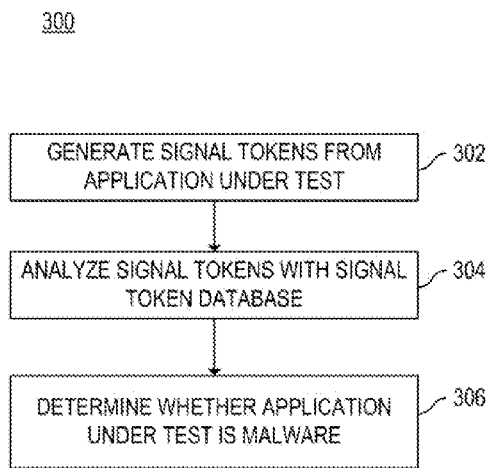 300
GENERATE SIGNAL TOKENS FROM
APPLICATION UNDER TEST
302
ANALYZE SIGNAL TOKENS WITH SIGNAL
TOKEN DATABASE
304
DETERMINE WHETHER APPLICATION
UNDER TEST IS MALWARE
306